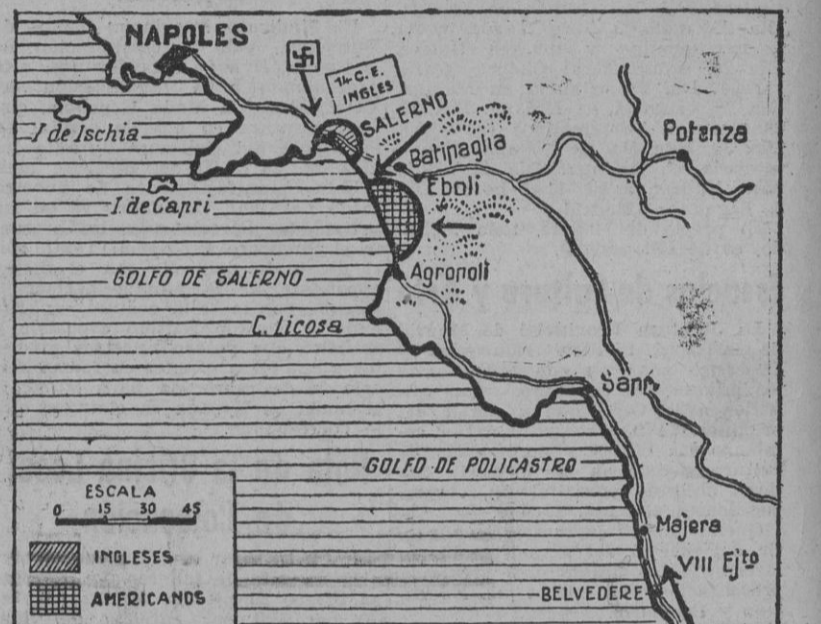 NAPOLES
14 C. E.
INGLES
SALERNO
I de Ischia
Batipaglia
Potenza
Eboli
I. de Capri
GOLFO DE SALERNO
Agropoli
C. Licosa
Sapri
GOLFO DE POLICASTRO
ESCALA
0 15 30 45
Majera
INGLESES
VIII Ejto
AMERICANOS
BELVEDERE